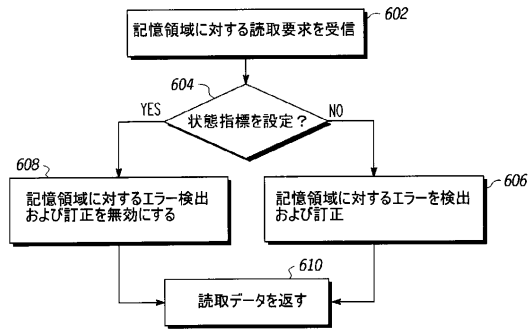 602
記憶領域に対する読取要求を受信
604
YES
状態指標を設定？
NO
608
記憶領域に対するエラー検出
および訂正を無効にする
606
記憶領域に対するエラーを検出
および訂正
610
読取データを返す